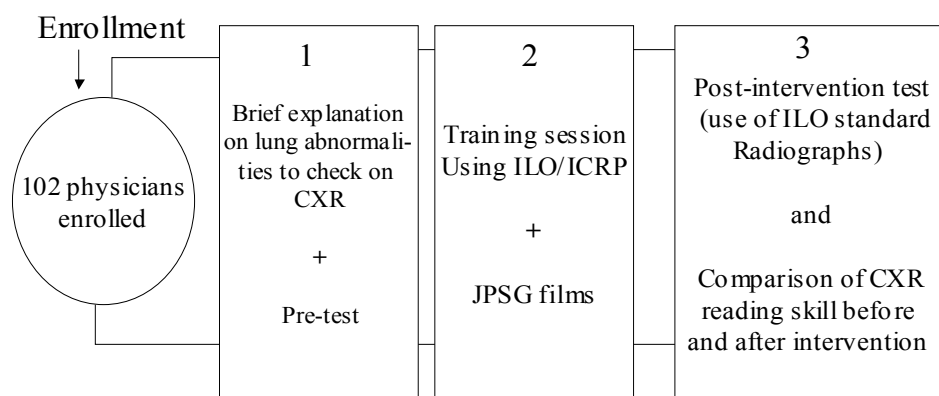 Enrollment
102 physicians
enrolled
1
Brief explanation
on lung abnormali-
ties to check on
CXR
+
Pre-test
2
Training session
Using ILO/ICRP
+
JPSG films
3
Post-intervention test
(use of ILO standard
Radiographs)
and
Comparison of CXR
reading skill before
and after intervention